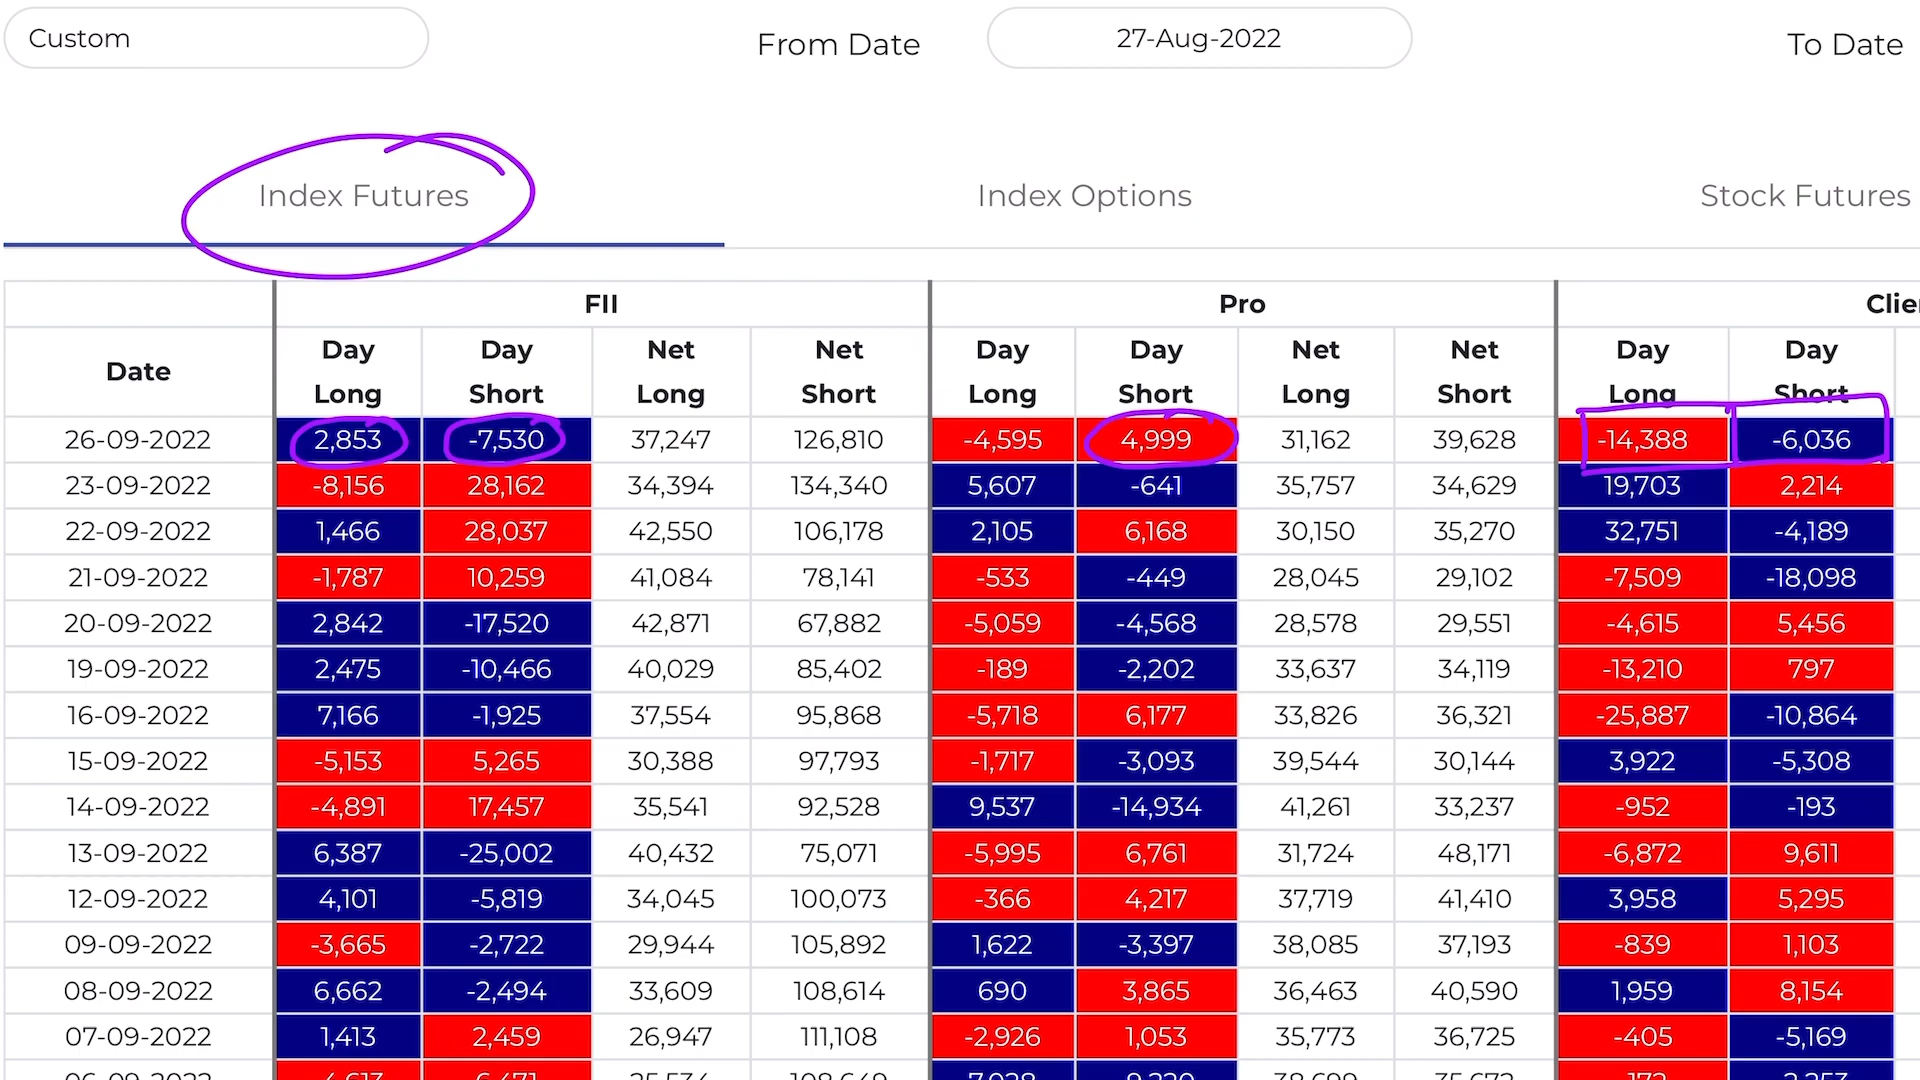 Custom
From Date
27-Aug-2022
To Date
Index Futures
Index Options
Stock Futures
FII Pro
Date Day Long Day Short Net Long Net Short Day Long Day Short Net Long Net Short Day Long Day Short
26-09-2022 2,853 -7,530 37,247 126,810 -4,595 4,999 31,162 39,628 -14,388 -6,036
23-09-2022 -8,156 28,162 34,394 134,340 5,607 -641 35,757 34,629 19,703 2,214
22-09-2022 1,466 28,037 42,550 106,178 2,105 6,168 30,150 35,270 32,751 -4,189
21-09-2022 -1,787 10,259 41,084 78,141 -533 -449 28,045 29,102 -7,509 -18,098
20-09-2022 2,842 -17,520 42,871 67,882 -5,059 -4,568 28,578 29,551 -4,615 5,456
19-09-2022 2,475 -10,466 40,029 85,402 -189 -2,202 33,637 34,119 -13,210 797
16-09-2022 7,166 -1,925 37,554 95,868 -5,718 6,177 33,826 36,321 -25,887 -10,864
15-09-2022 -5,153 5,265 30,388 97,793 -1,717 -3,093 39,544 30,144 3,922 -5,308
14-09-2022 -4,891 17,457 35,541 92,528 9,537 -14,934 41,261 33,237 -952 -193
13-09-2022 6,387 -25,002 40,432 75,071 -5,995 6,761 31,724 48,171 -6,872 9,611
12-09-2022 4,101 -5,819 34,045 100,073 -366 4,217 37,719 41,410 3,958 5,295
09-09-2022 -3,665 -2,722 29,944 105,892 1,622 -3,397 38,085 37,193 -839 1,103
08-09-2022 6,662 -2,494 33,609 108,614 690 3,865 36,463 40,590 1,959 8,154
07-09-2022 1,413 2,459 26,947 111,108 -2,926 1,053 35,773 36,725 -405 -5,169